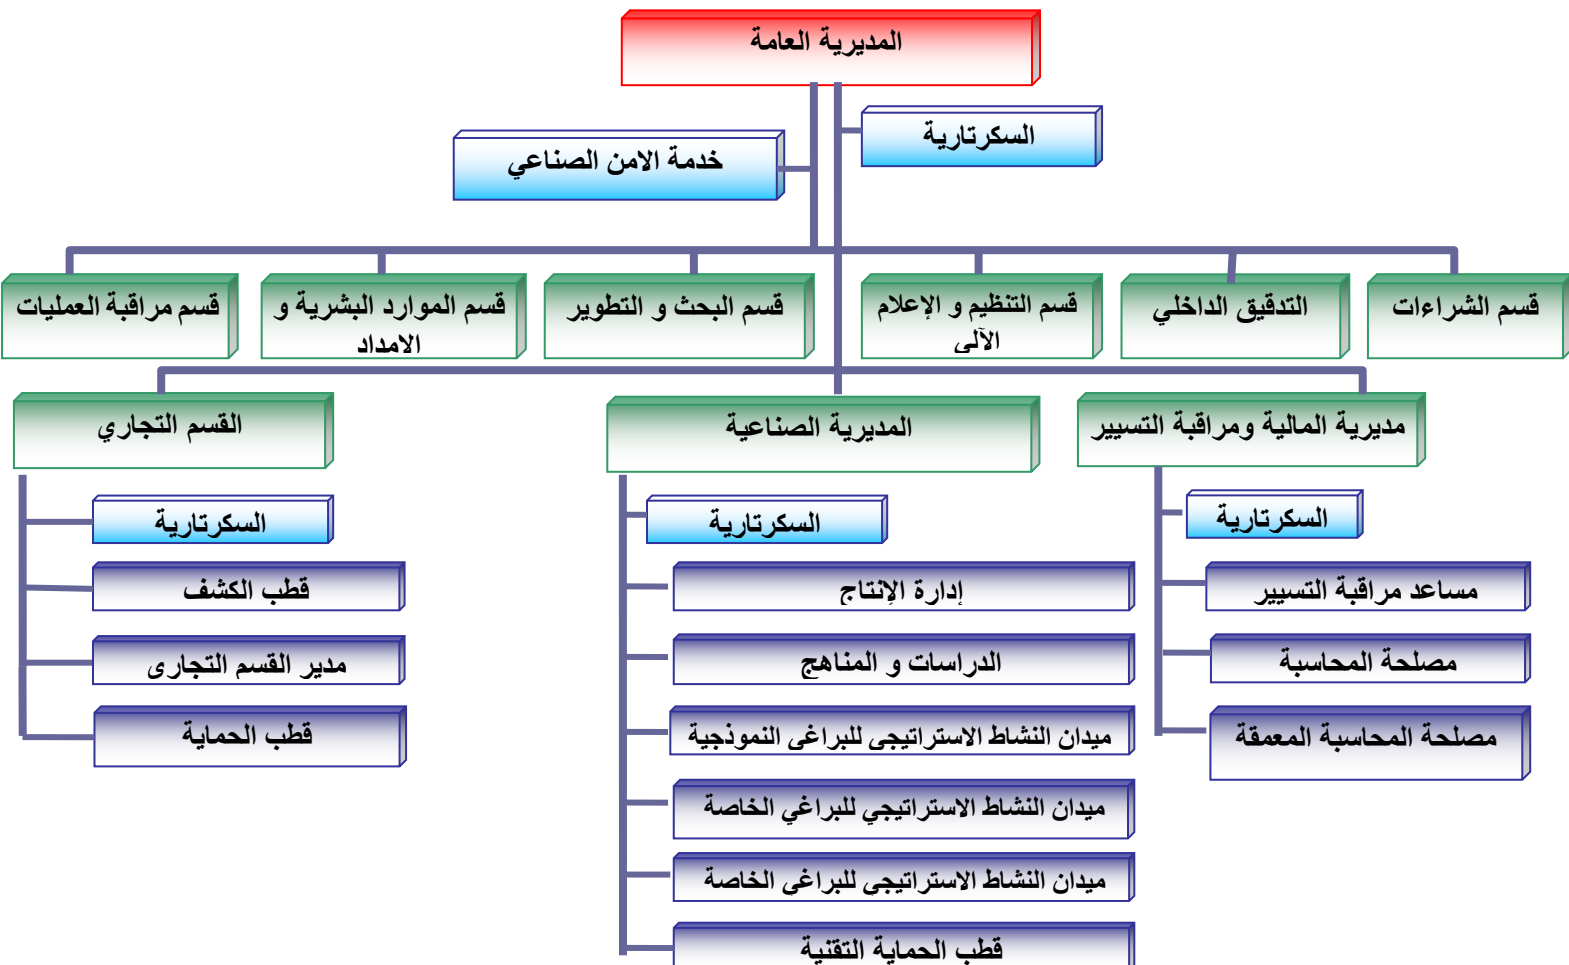 المديرية العامة
السكرتارية
خدمة الامن الصناعي
قسم الشراءات
التدقيق الداخلي
قسم التنظيم و الإعلام
الآلي
قسم البحث و التطوير
قسم الموارد البشرية و
الامداد
قسم مراقبة العمليات
مديرية المالية ومراقبة التسيير
السكرتارية
مساعد مراقبة التسيير
مصلحة المحاسبة
مصلحة المحاسبة المعمقة
المديرية الصناعية
السكرتارية
إدارة الإنتاج
الدراسات و المناهج
ميدان النشاط الاستراتيجي للبراغي النموذجية
ميدان النشاط الاستراتيجي للبراغي الخاصة
ميدان النشاط الاستراتيجي للبراغي الخاصة
قطب الحماية التقنية
القسم التجاري
السكرتارية
قطب الكشف
مدير القسم التجاري
قطب الحماية